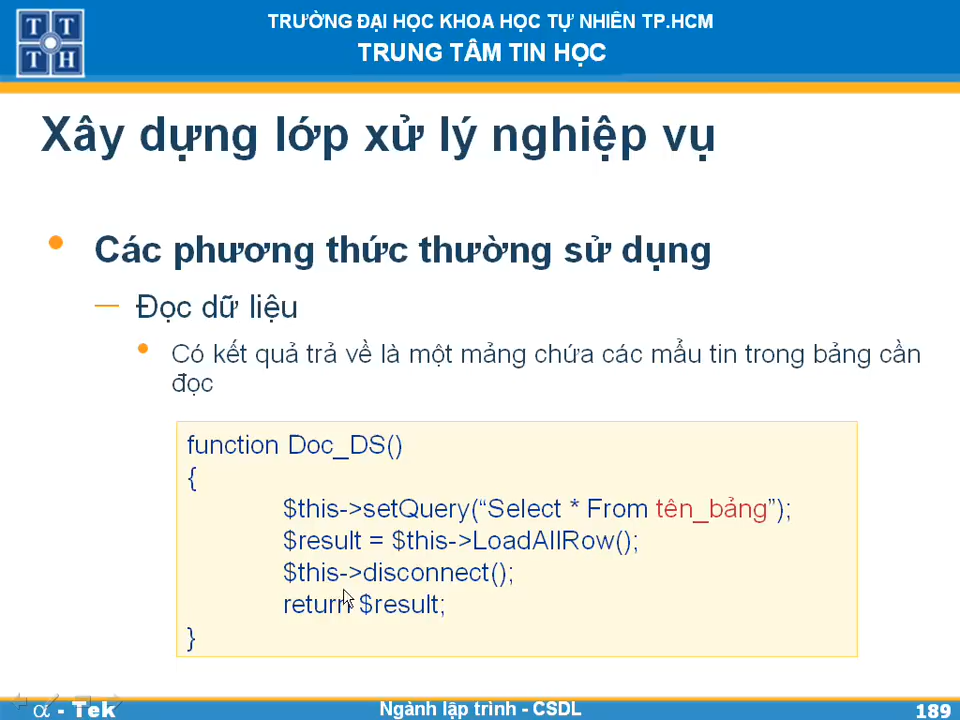 TRƯỜNG ĐẠI HỌC KHOA HỌC TỰ NHIÊN TP.HCM
TRUNG TÂM TIN HỌC
T T
T H
Xây dựng lớp xử lý nghiệp vụ
• Các phương thức thường sử dụng
– Đọc dữ liệu
• Có kết quả trả về là một mảng chứa các mẩu tin trong bảng cần
đọc
function Doc_DS()
{
$this->setQuery(“Select * From tên_bảng”);
$result = $this->LoadAllRow();
$this->disconnect();
return $result;
}
α - Tek
Ngành lập trình - CSDL
189